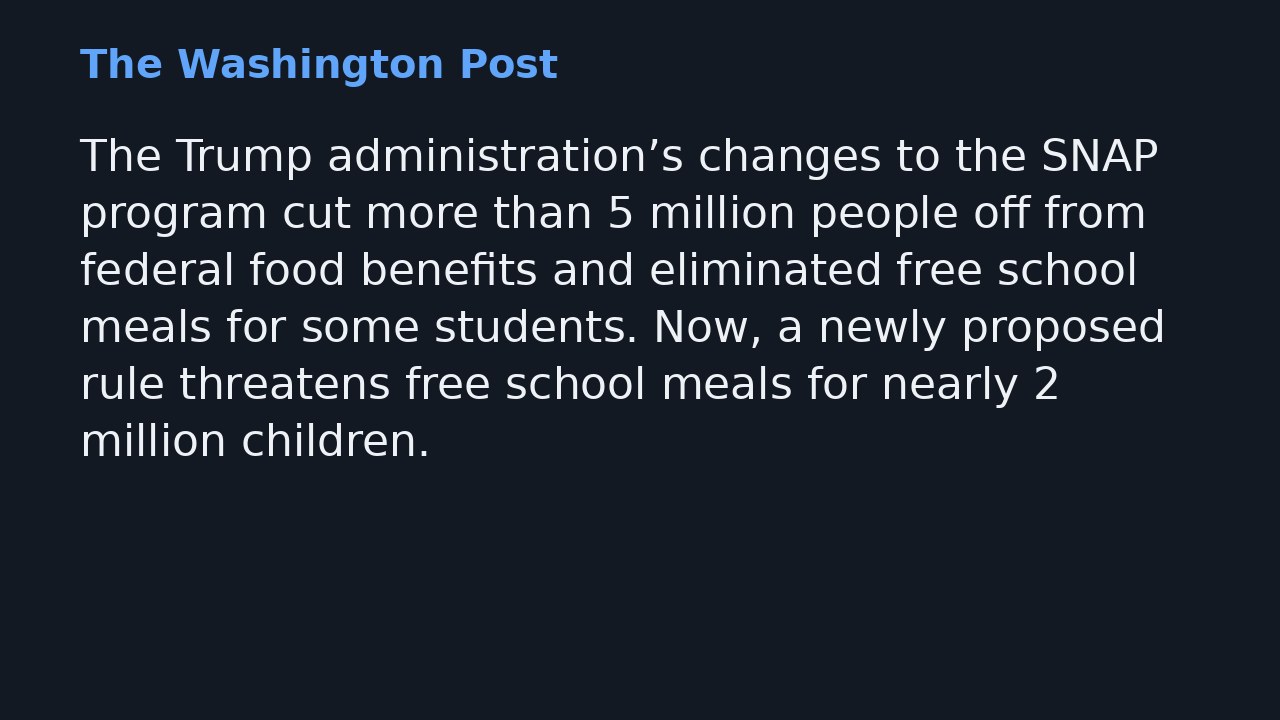 The Washington Post
The Trump administration’s changes to the SNAP
program cut more than 5 million people off from
federal food benefits and eliminated free school
meals for some students. Now, a newly proposed
rule threatens free school meals for nearly 2
million children.